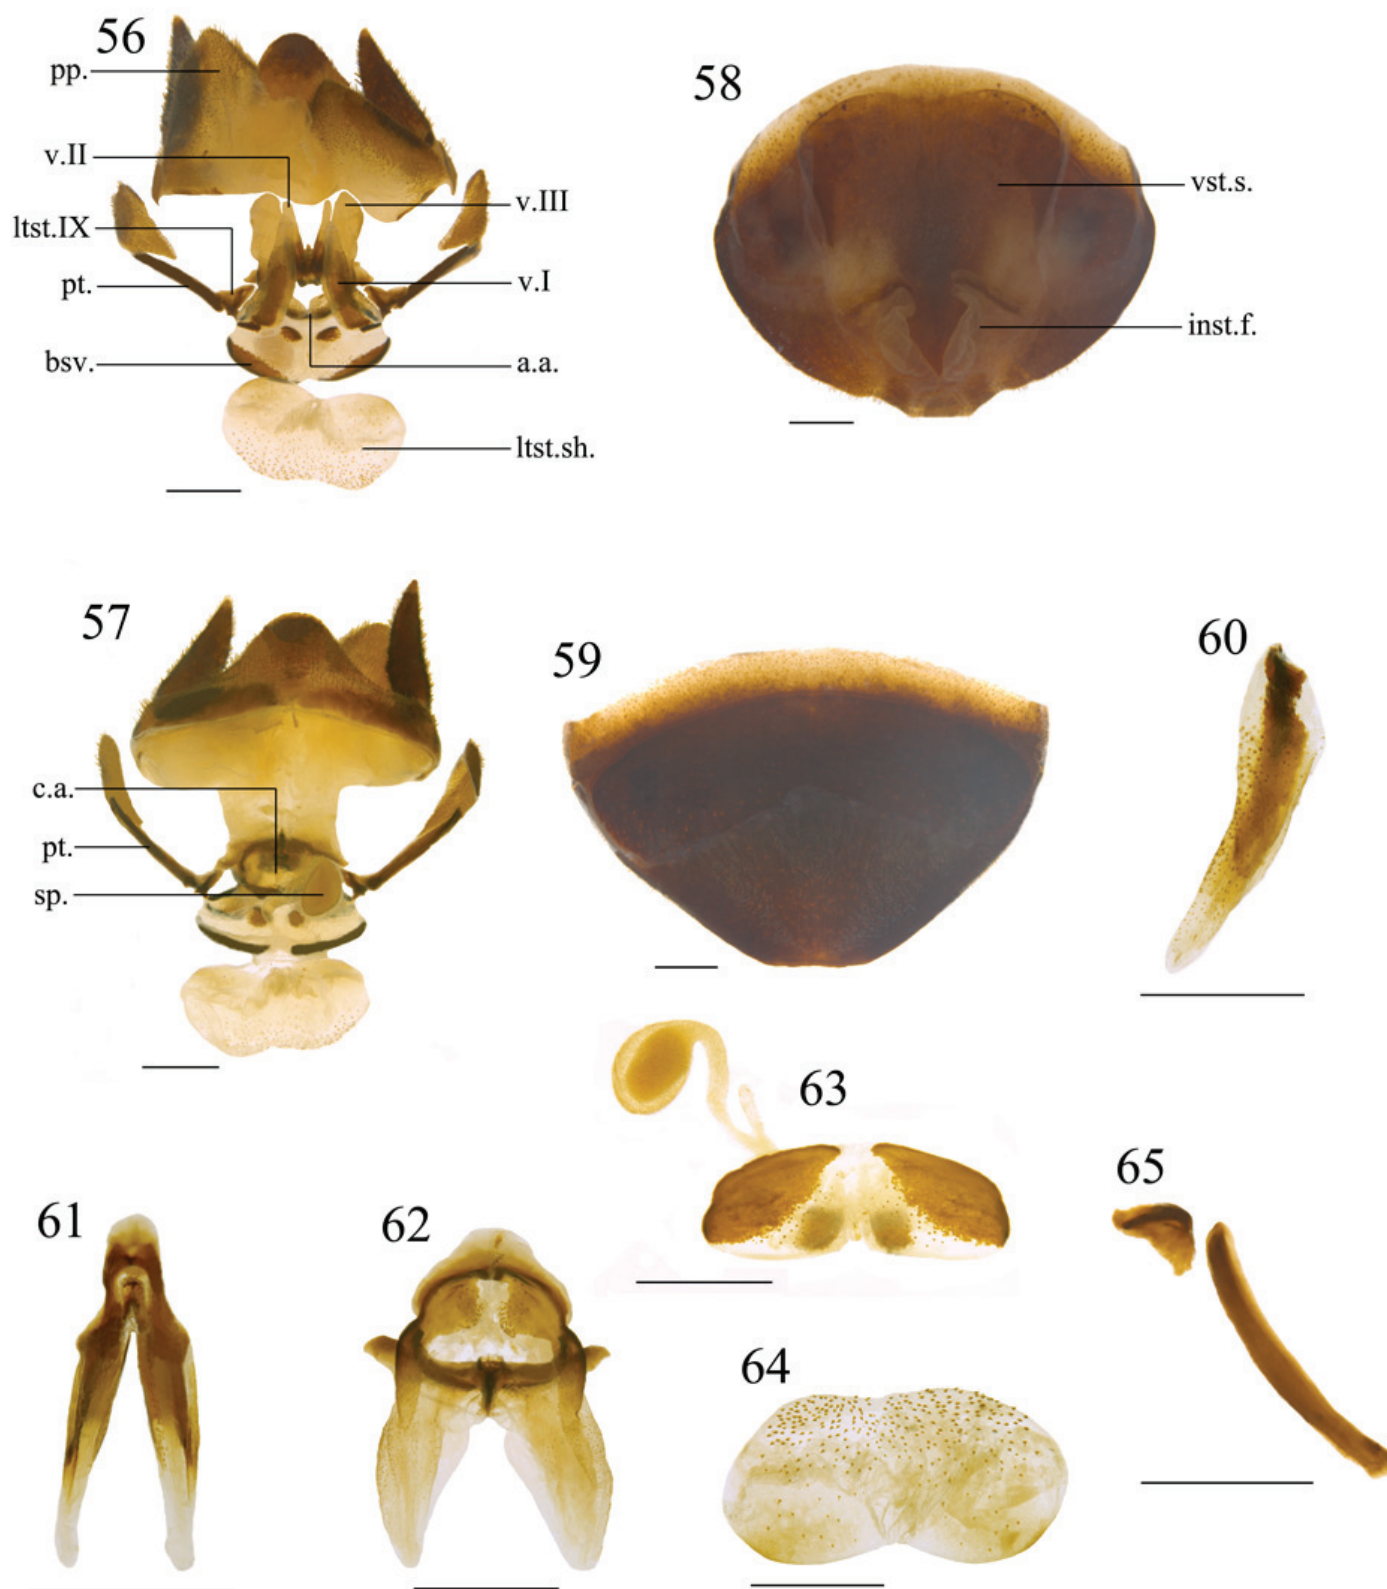 56
pp.
v.II
v.III
ltst.IX
pt.
v.I
bsv.
a.a.
ltst.sh.
58
vst.s.
inst.f.
57
c.a.
pt.
sp.
59
60
63
61
62
65
64